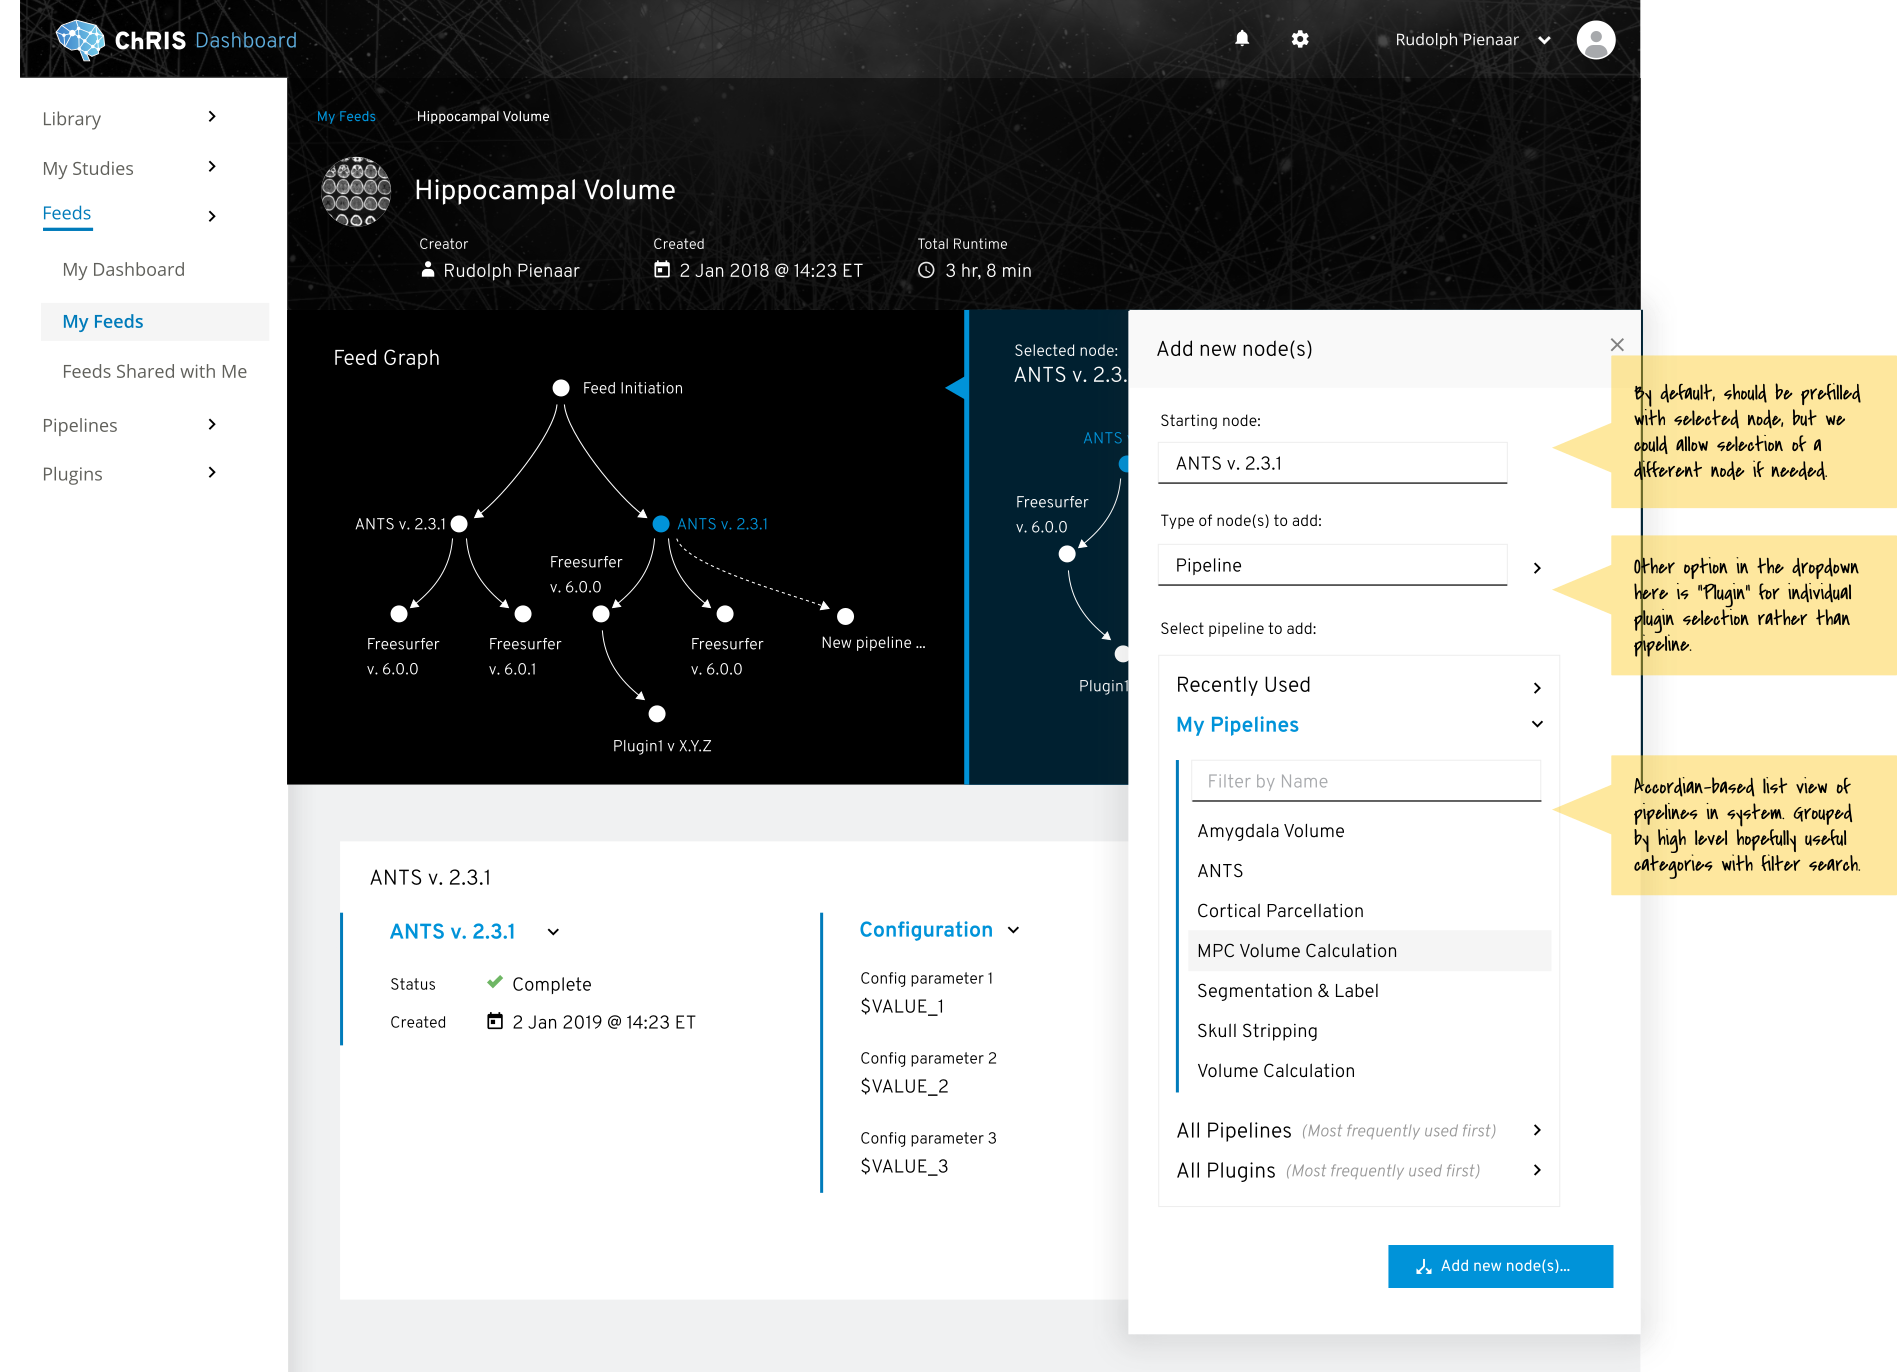 ChRIS Dashboard
Rudolph Pienaar
Library
My Studies
Feeds
My Dashboard
My Feeds
Feeds Shared with Me
Pipelines
Plugins
My Feeds
Hippocampal Volume
Hippocampal Volume
Creator
Rudolph Pienaar
Created
2 Jan 2018 @ 14:23 ET
Total Runtime
3 hr, 8 min
Feed Graph
Feed Initiation
ANTS v. 2.3.1
ANTS v. 2.3.1
Freesurfer
v. 6.0.0
Freesurfer
v. 6.0.0
Freesurfer
v. 6.0.1
Freesurfer
v. 6.0.0
New pipeline ...
Plugin1 v X.Y.Z
Selected node:
ANTS v. 2.3.
ANTS
Freesurfer
v. 6.0.0
Plugin1
ANTS v. 2.3.1
ANTS v. 2.3.1
Status
Complete
Created
2 Jan 2019 @ 14:23 ET
Configuration
Config parameter 1
$VALUE_1
Config parameter 2
$VALUE_2
Config parameter 3
$VALUE_3
Add new node(s)
Starting node:
ANTS v. 2.3.1
Type of node(s) to add:
Pipeline
Select pipeline to add:
Recently Used
My Pipelines
Filter by Name
Amygdala Volume
ANTS
Cortical Parcellation
MPC Volume Calculation
Segmentation & Label
Skull Stripping
Volume Calculation
All Pipelines (Most frequently used first)
All Plugins (Most frequently used first)
Add new node(s)...
By default, should be prefilled
with selected node, but we
could allow selection of a
different node if needed.
Other option in the dropdown
here is "Plugin" for individual
plugin selection rather than
pipeline.
Accordian-based list view of
pipelines in system. Grouped
by high level hopefully useful
categories with filter search.